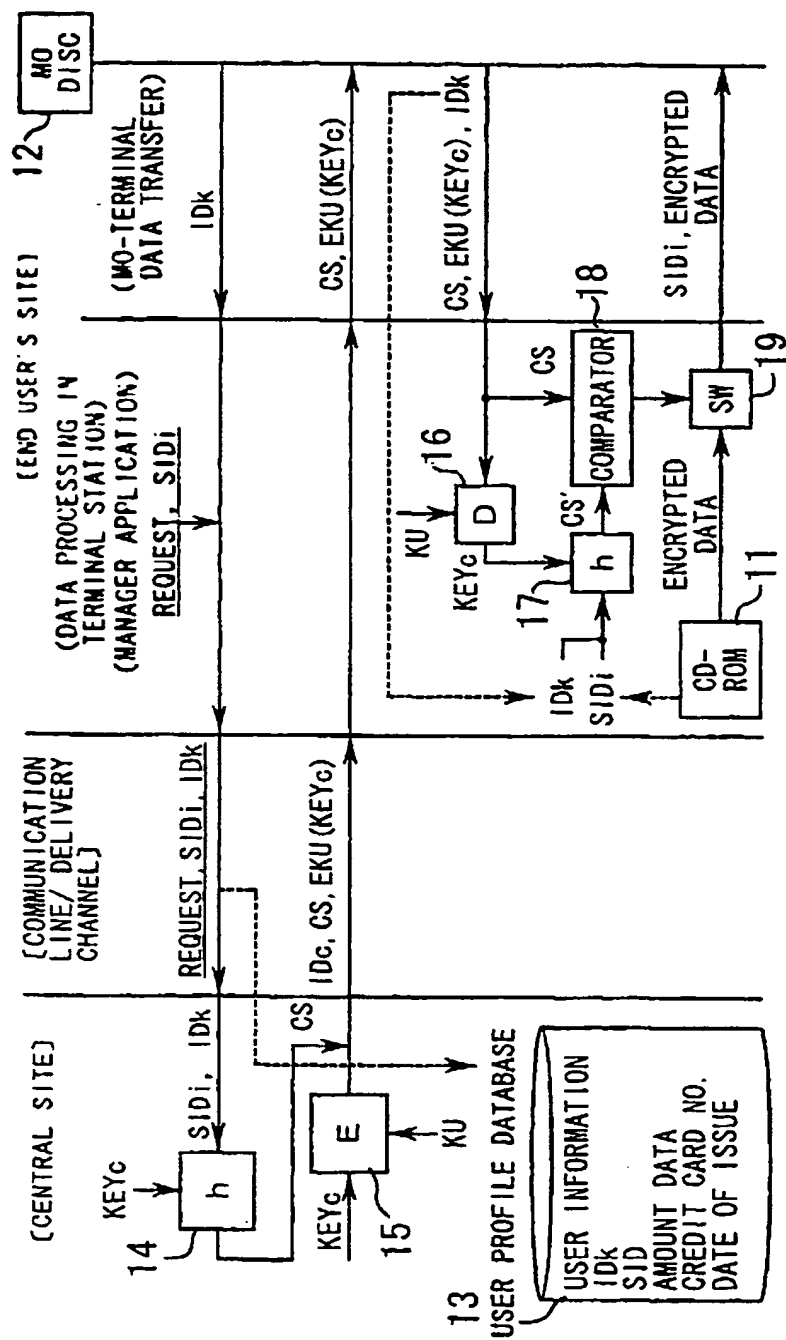 [CENTRAL SITE]
KEYc
SIDi, IDk
h
14
CS
E
KEYc
KU
15
13
USER PROFILE DATABASE
USER INFORMATION
IDk
SID
AMOUNT DATA
CREDIT CARD NO.
DATE OF ISSUE
[COMMUNICATION
LINE/ DELIVERY
CHANNEL]
REQUEST, SIDi, IDk
IDc, CS, EKU(KEYc)
[END USER'S SITE]
(DATA PROCESSING IN
TERMINAL STATION)
(MANAGER APPLICATION)
REQUEST, SIDi
(MO-TERMINAL
DATA TRANSFER)
12
MO
DISC
IDk
CS, EKU(KEYc)
CS, EKU(KEYc), IDk
KU
16
D
KEYc
CS
18
COMPARATOR
IDk
SIDi
17
h
CS'
CD-
ROM
11
ENCRYPTED
DATA
SW
19
SIDi, ENCRYPTED
DATA